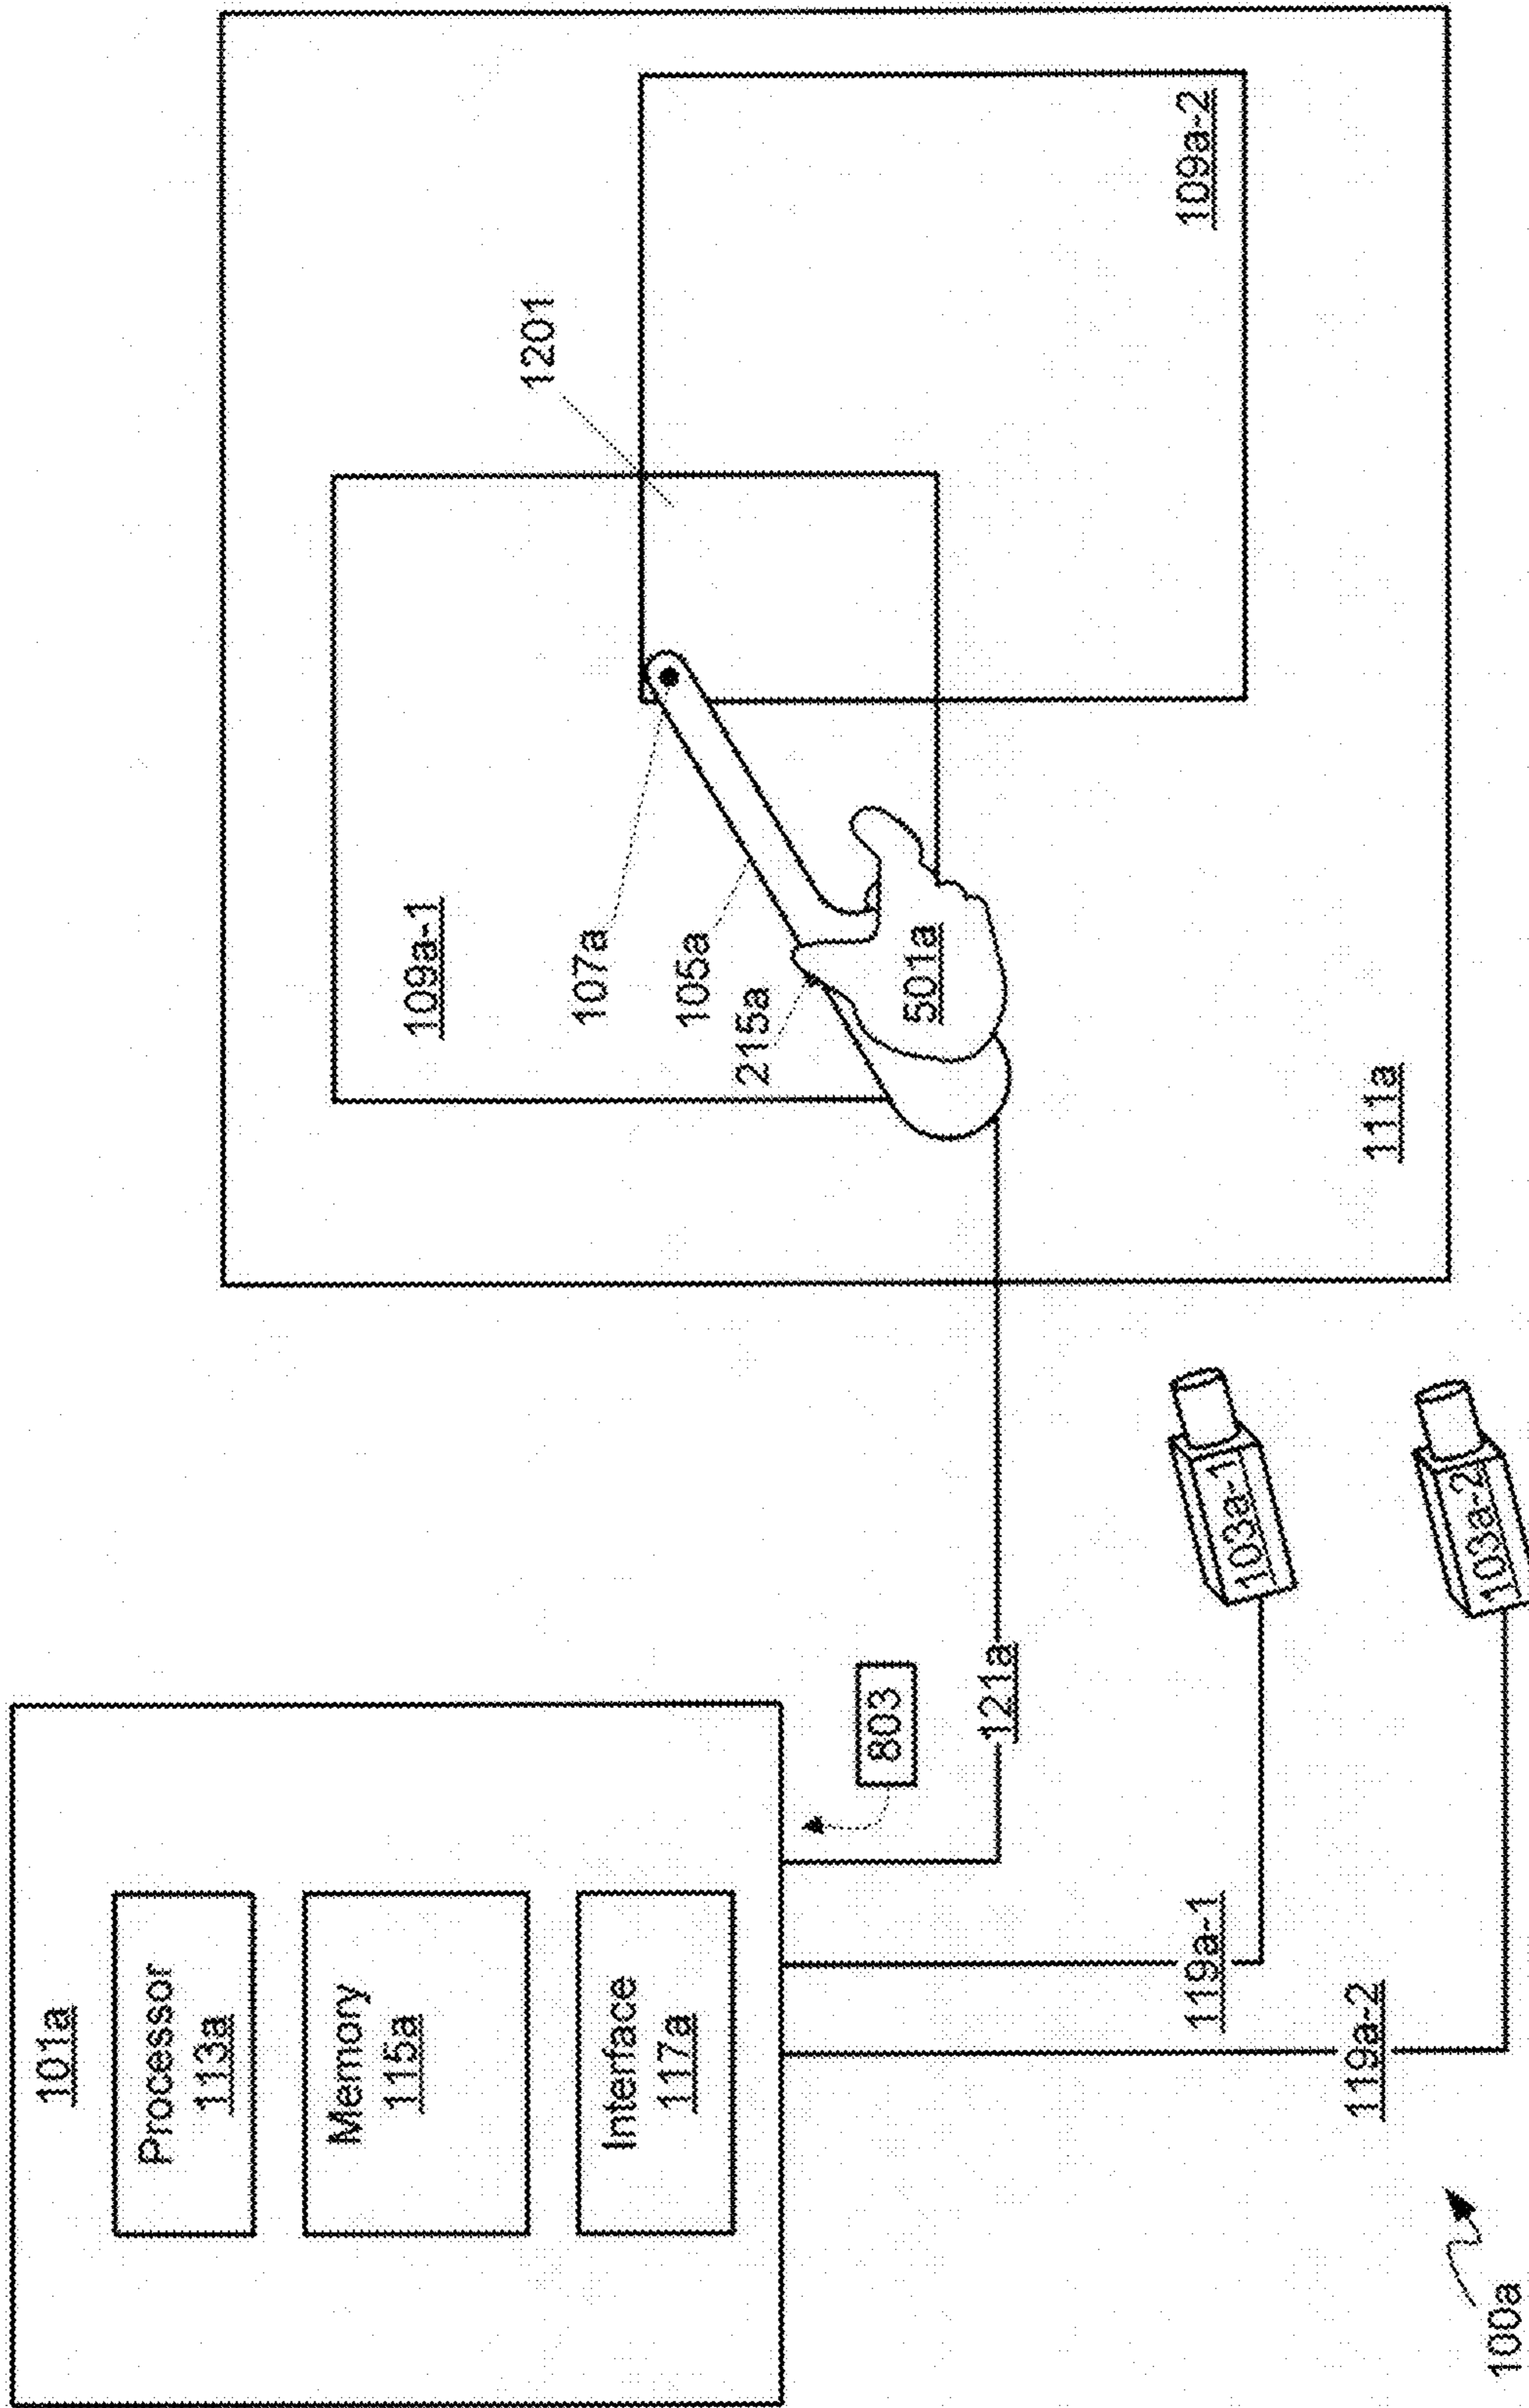 101a
Processor
113a
Memory
115a
Interface
117a
803
121a
119a-1
119a-2
103a-1
103a-2
100a
109a-1
1201
107a
105a
215a
501a
109a-2
111a